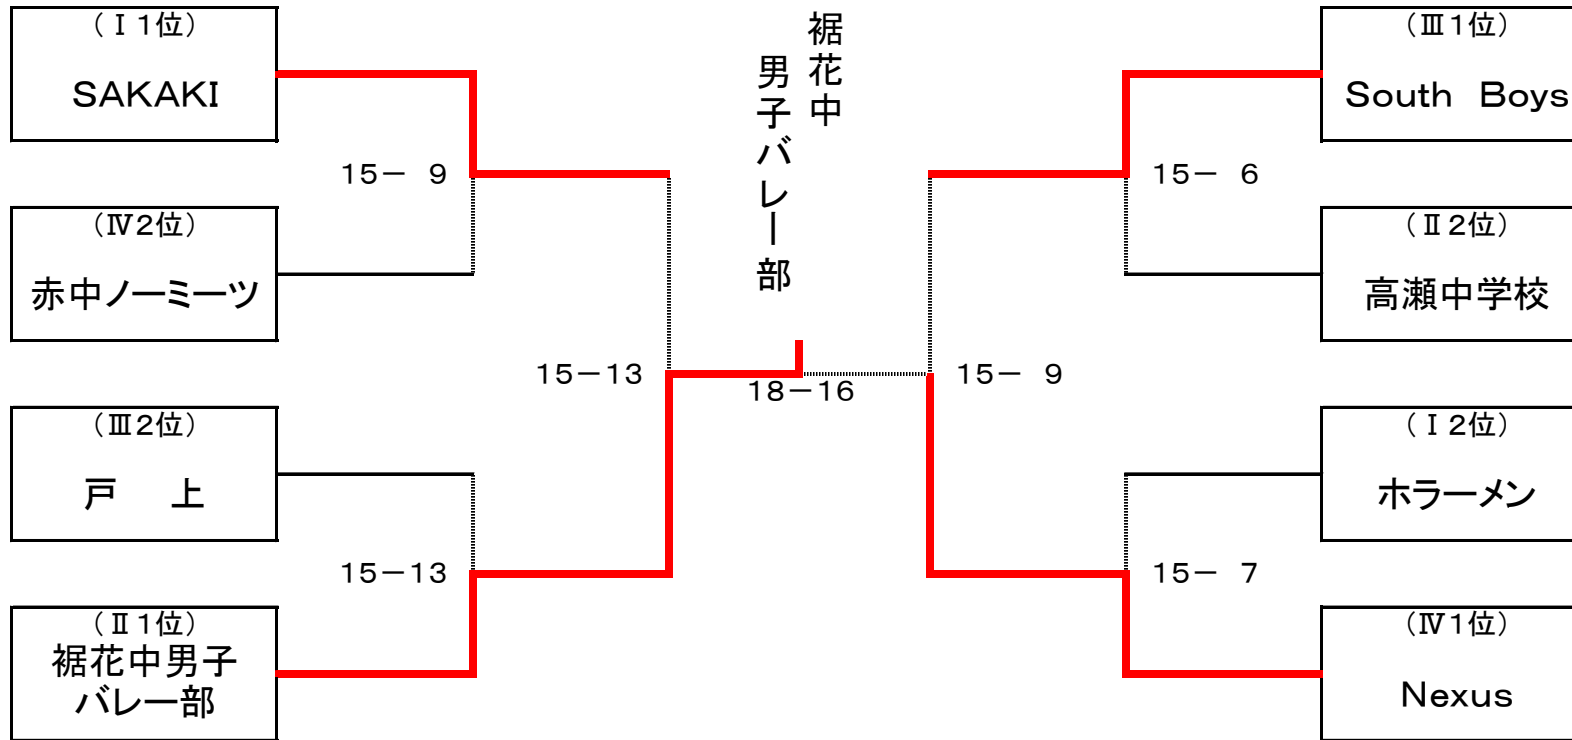 （Ⅰ1位）
SAKAKI
（Ⅳ2位）
赤中ノーミーツ
（Ⅲ2位）
戸　上
（Ⅱ1位）
裾花中男子
バレー部
15－ 9
15－13
15－13
裾花中
男子バレー部
18－16
15－ 9
15－ 6
15－ 7
（Ⅲ1位）
South Boys
（Ⅱ2位）
高瀬中学校
（Ⅰ2位）
ホラーメン
（Ⅳ1位）
Nexus